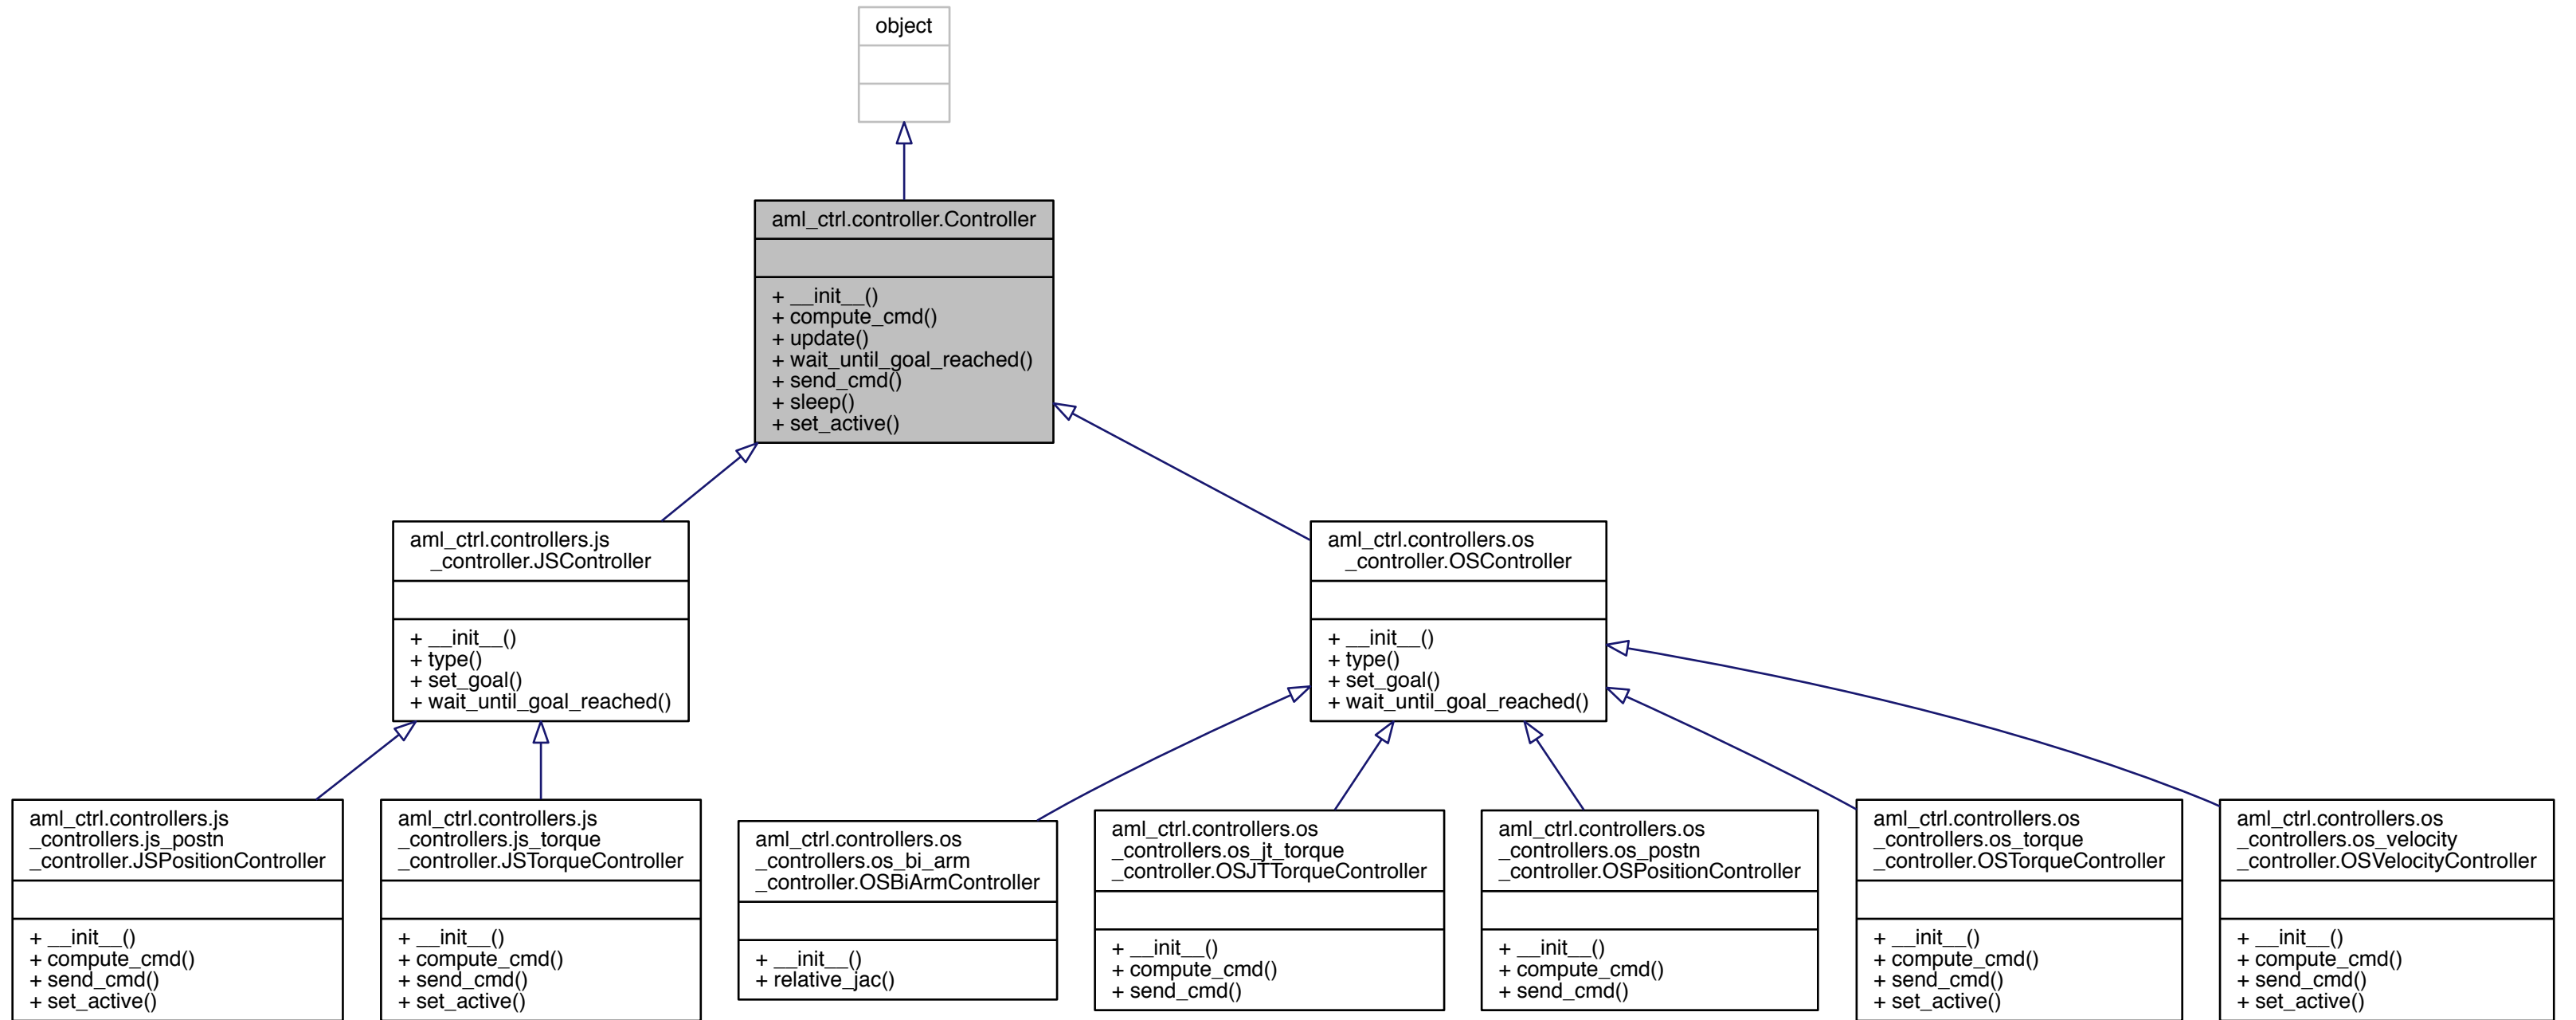 object
aml_ctrl.controller.Controller
+ __init__()
+ compute_cmd()
+ update()
+ wait_until_goal_reached()
+ send_cmd()
+ sleep()
+ set_active()
aml_ctrl.controllers.js
_controller.JSController
+ __init__()
+ type()
+ set_goal()
+ wait_until_goal_reached()
aml_ctrl.controllers.os
_controller.OSController
+ __init__()
+ type()
+ set_goal()
+ wait_until_goal_reached()
aml_ctrl.controllers.js
_controllers.js_postn
_controller.JSPositionController
+ __init__()
+ compute_cmd()
+ send_cmd()
+ set_active()
aml_ctrl.controllers.js
_controllers.js_torque
_controller.JSTorqueController
+ __init__()
+ compute_cmd()
+ send_cmd()
+ set_active()
aml_ctrl.controllers.os
_controllers.os_bi_arm
_controller.OSBiArmController
+ __init__()
+ relative_jac()
aml_ctrl.controllers.os
_controllers.os_jt_torque
_controller.OSJTTorqueController
+ __init__()
+ compute_cmd()
+ send_cmd()
aml_ctrl.controllers.os
_controllers.os_postn
_controller.OSPositionController
+ __init__()
+ compute_cmd()
+ send_cmd()
aml_ctrl.controllers.os
_controllers.os_torque
_controller.OSTorqueController
+ __init__()
+ compute_cmd()
+ send_cmd()
+ set_active()
aml_ctrl.controllers.os
_controllers.os_velocity
_controller.OSVelocityController
+ __init__()
+ compute_cmd()
+ send_cmd()
+ set_active()